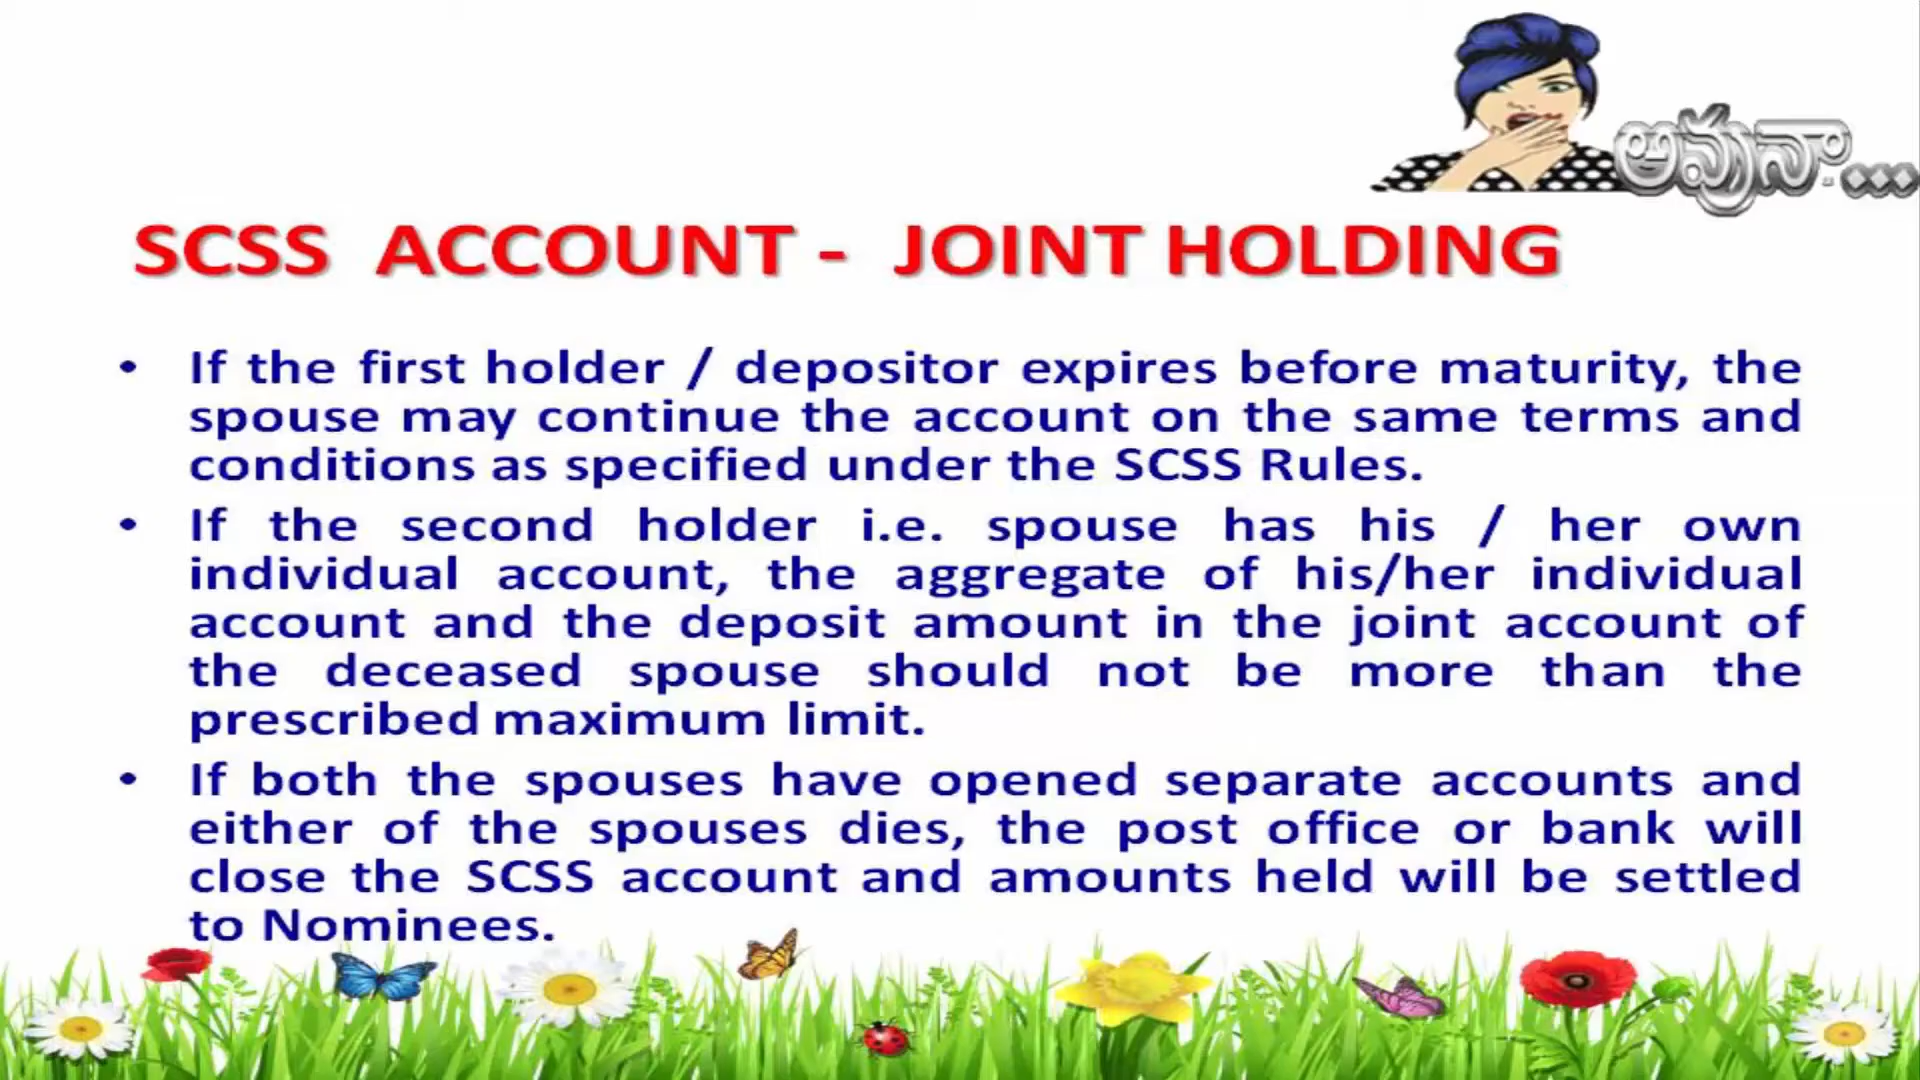 అవునా...
SCSS ACCOUNT - JOINT HOLDING
• If the first holder / depositor expires before maturity, the
spouse may continue the account on the same terms and
conditions as specified under the SCSS Rules.
• If the second holder i.e. spouse has his / her own
individual account, the aggregate of his/her individual
account and the deposit amount in the joint account of
the deceased spouse should not be more than the
prescribed maximum limit.
• If both the spouses have opened separate accounts and
either of the spouses dies, the post office or bank will
close the SCSS account and amounts held will be settled
to Nominees.